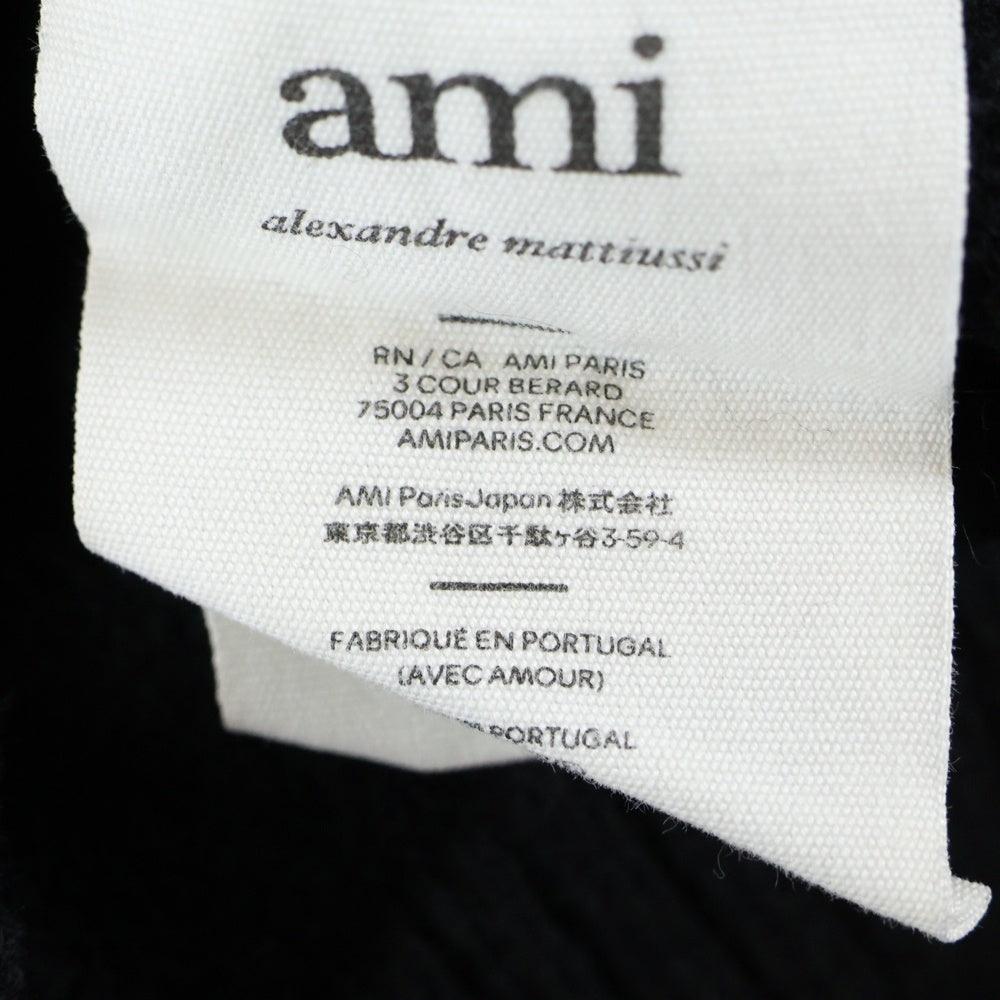 ami
alexandre mattiussi
RN / CA AMI PARIS
3 COUR BERARD
75004 PARIS FRANCE
AMIPARIS.COM
AMI Paris Japan 株式会社
東京都渋谷区千駄ヶ谷3-59-4
FABRIQUÉ EN PORTUGAL
(AVEC AMOUR)
PORTUGAL